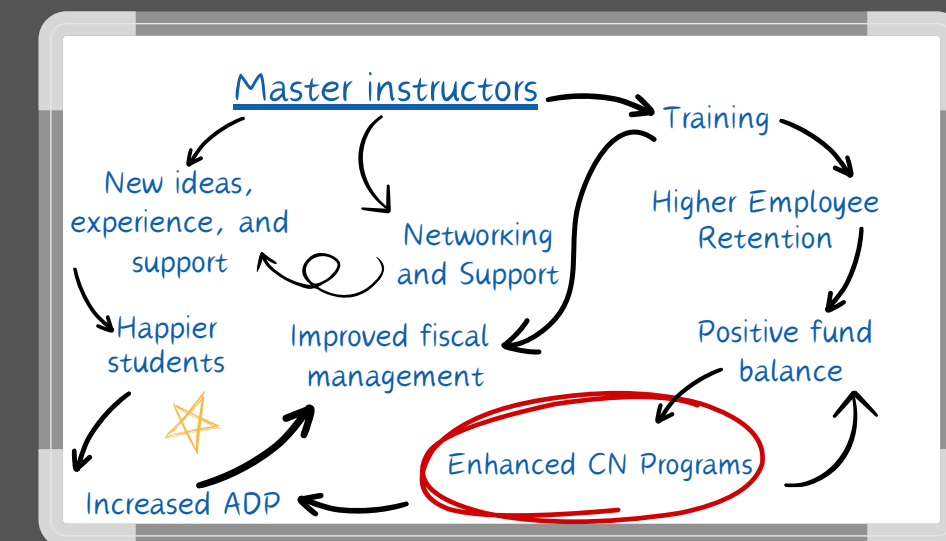 Master instructors
Training
New ideas,
experience, and
support
Networking
and Support
Higher Employee
Retention
Happier
students
Improved fiscal
management
Positive fund
balance
Enhanced CN Programs
Increased ADP